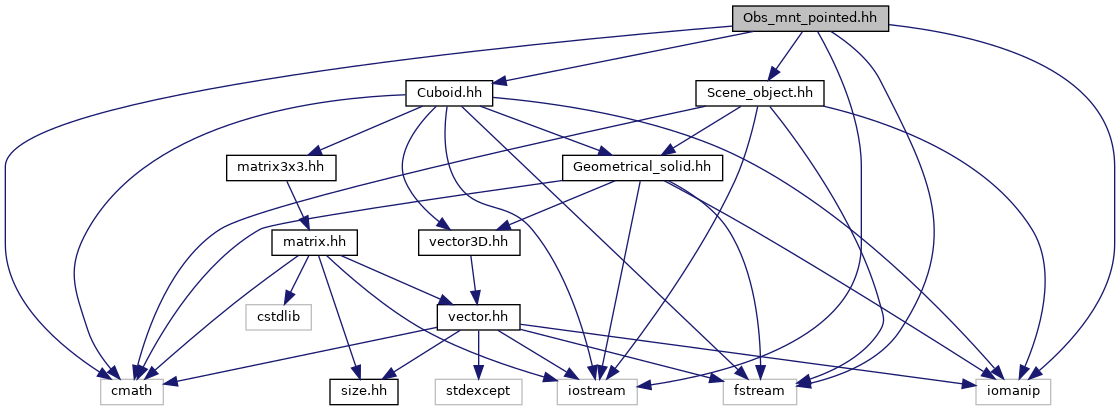 Obs_mnt_pointed.hh
Cuboid.hh
Scene_object.hh
matrix3x3.hh
Geometrical_solid.hh
matrix.hh
vector3D.hh
cstdlib
vector.hh
cmath
size.hh
stdexcept
iostream
fstream
iomanip